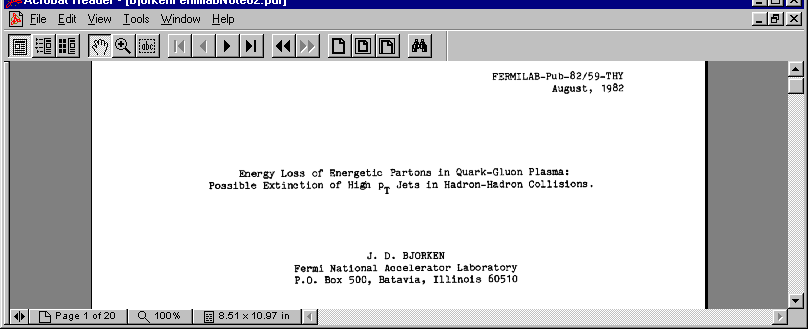 Acrobat Reader - [BjorkenFermilabNote82.pdf]
File Edit View Tools Window Help
abc
FERMILAB-Pub-82/59-THY
August, 1982
Energy Loss of Energetic Partons in Quark-Gluon Plasma:
Possible Extinction of High pT Jets in Hadron-Hadron Collisions.
J. D. BJORKEN
Fermi National Accelerator Laboratory
P.O. Box 500, Batavia, Illinois 60510
Page 1 of 20 100% 8.51 x 10.97 in